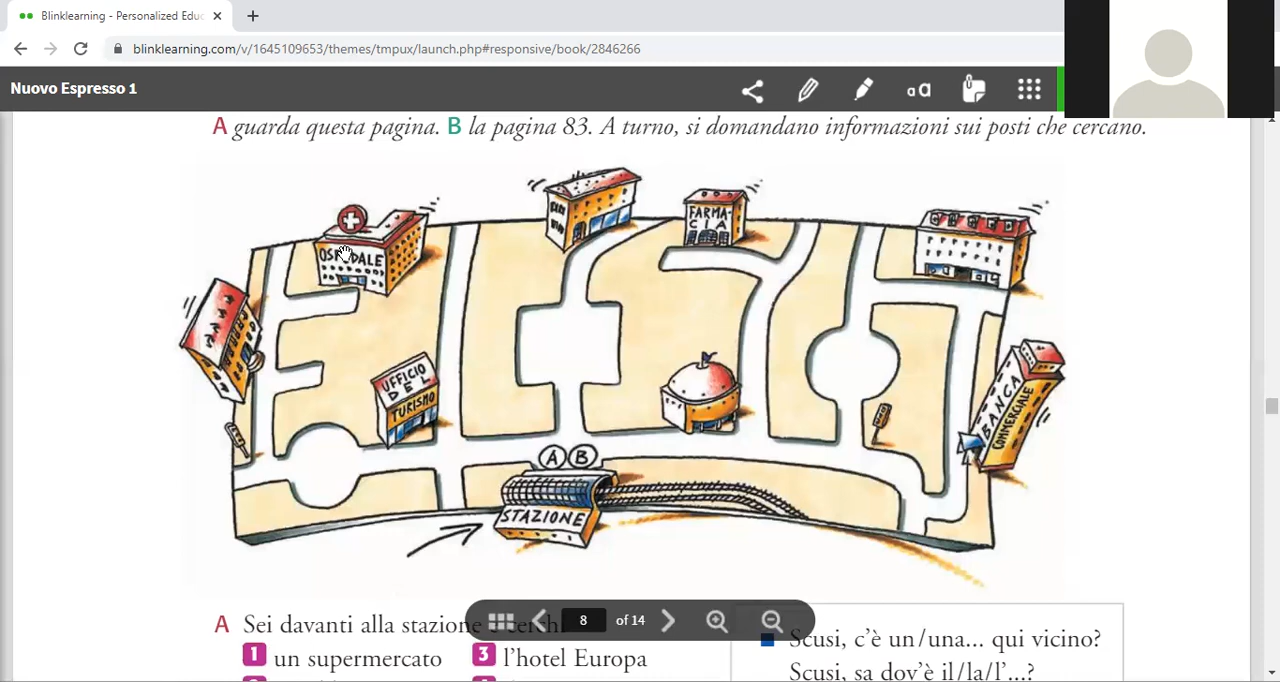 Blinklearning - Personalized Educ
blinklearning.com/v/1645109653/themes/tmpux/launch.php#responsive/book/2846266
Nuovo Espresso 1
A guarda questa pagina. B la pagina 83. A turno, si domandano informazioni sui posti che cercano.
OSPEDALE
FARMA-
CIA
UFFICIO
DEL
TURISMO
BANCA
COMMERCIALE
A B
STAZIONE
A Sei davanti alla stazione e cerchi
8 of 14
1 un supermercato 3 l'hotel Europa
Scusi, c'è un/una... qui vicino?
Scusi, sa dov'è il/la/l'...?